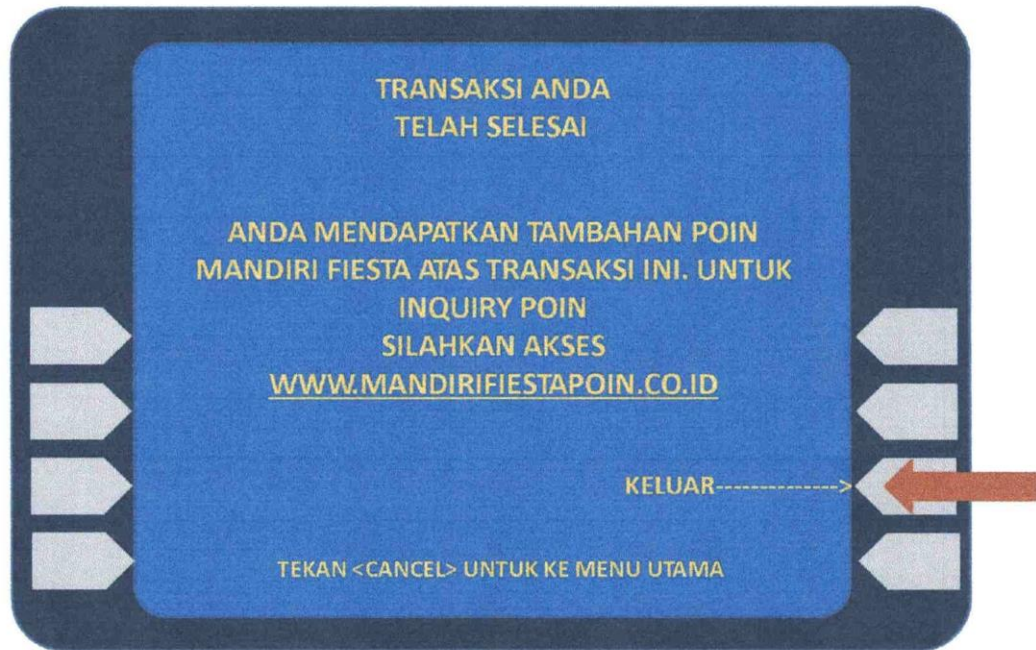 TRANSAKSI ANDA
TELAH SELESAI
ANDA MENDAPATKAN TAMBAHAN POIN
MANDIRI FIESTA ATAS TRANSAKSI INI. UNTUK
INQUIRY POIN
SILAHKAN AKSES
WWW.MANDIRIFIESTAPOIN.CO.ID
KELUAR-------------->
TEKAN <CANCEL> UNTUK KE MENU UTAMA